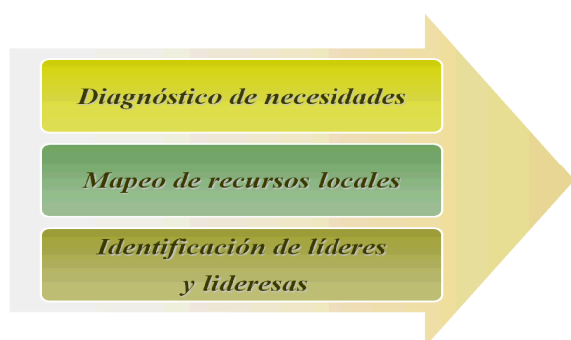 Diagnóstico de necesidades
Mapeo de recursos locales
Identificación de líderes
y lideresas